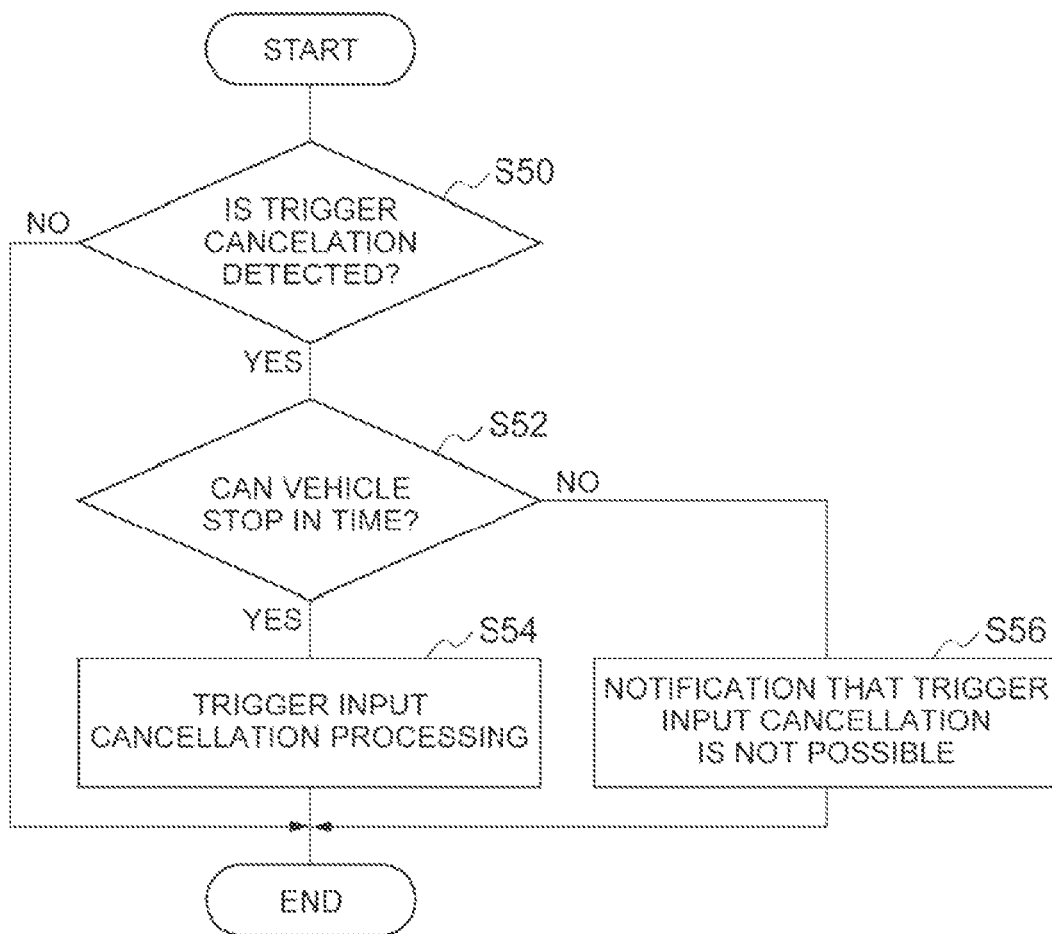 START
S50
NO
IS TRIGGER
CANCELATION
DETECTED?
YES
S52
CAN VEHICLE
STOP IN TIME?
NO
YES
S54
TRIGGER INPUT
CANCELLATION PROCESSING
S56
NOTIFICATION THAT TRIGGER
INPUT CANCELLATION
IS NOT POSSIBLE
END